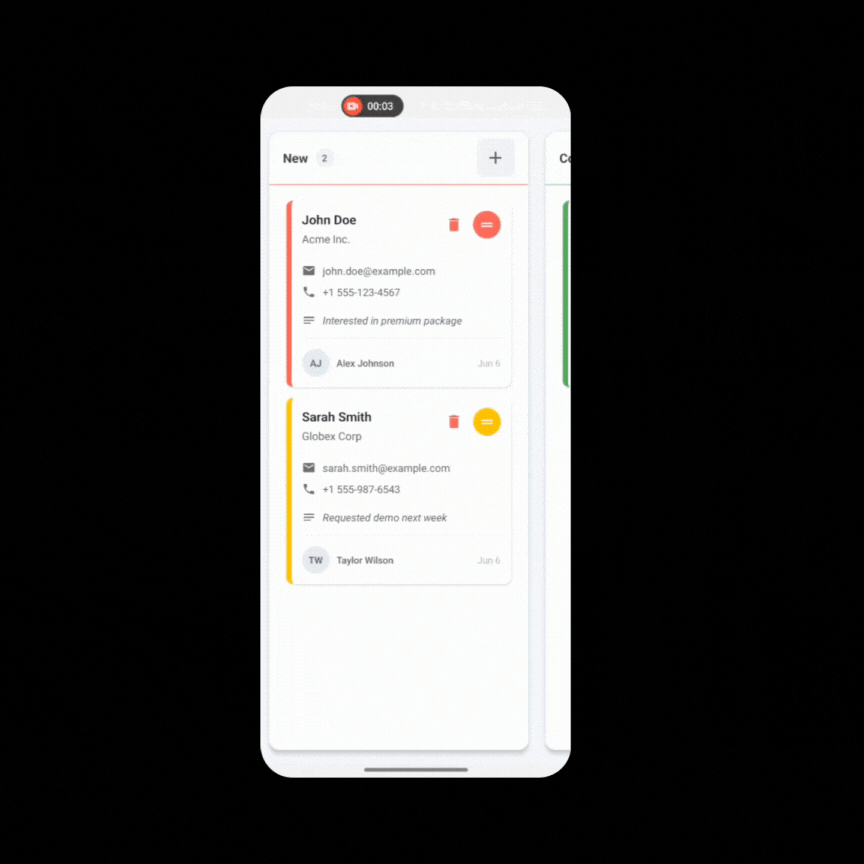 00:03
New 2 +
Co
John Doe
Acme Inc.
john.doe@example.com
+1 555-123-4567
Interested in premium package
AJ Alex Johnson Jun 6
Sarah Smith
Globex Corp
sarah.smith@example.com
+1 555-987-6543
Requested demo next week
TW Taylor Wilson Jun 6